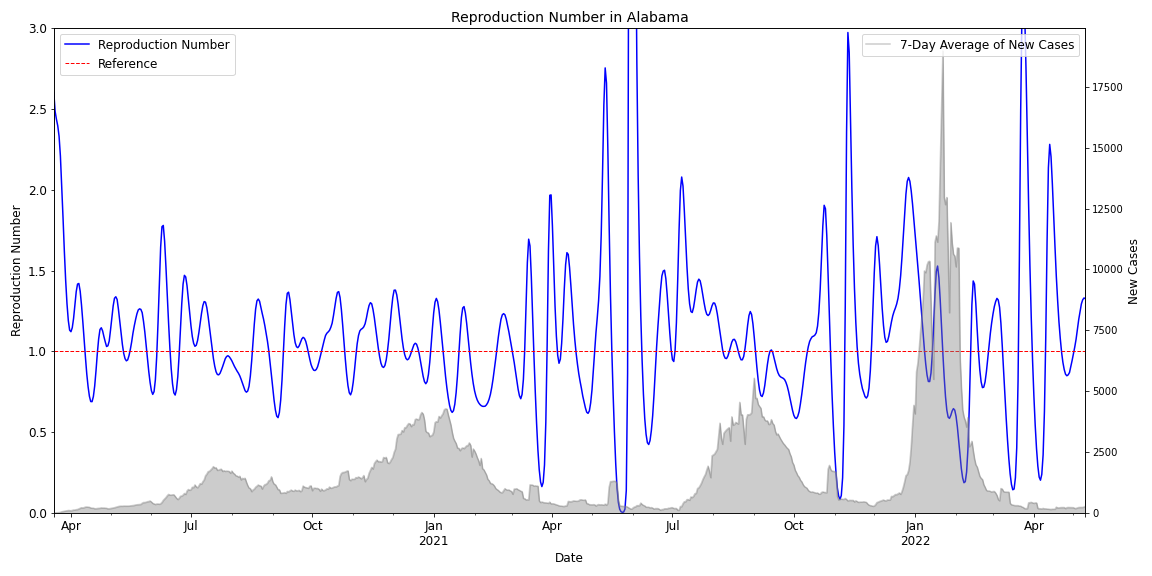 Reproduction Number in Alabama
Reproduction Number
Reference
7-Day Average of New Cases
3.0
2.5
2.0
1.5
1.0
0.5
0.0
Reproduction Number
17500
15000
12500
10000
7500
5000
2500
0
New Cases
Apr
Jul
Oct
Jan
2021
Apr
Jul
Oct
Jan
2022
Apr
Date